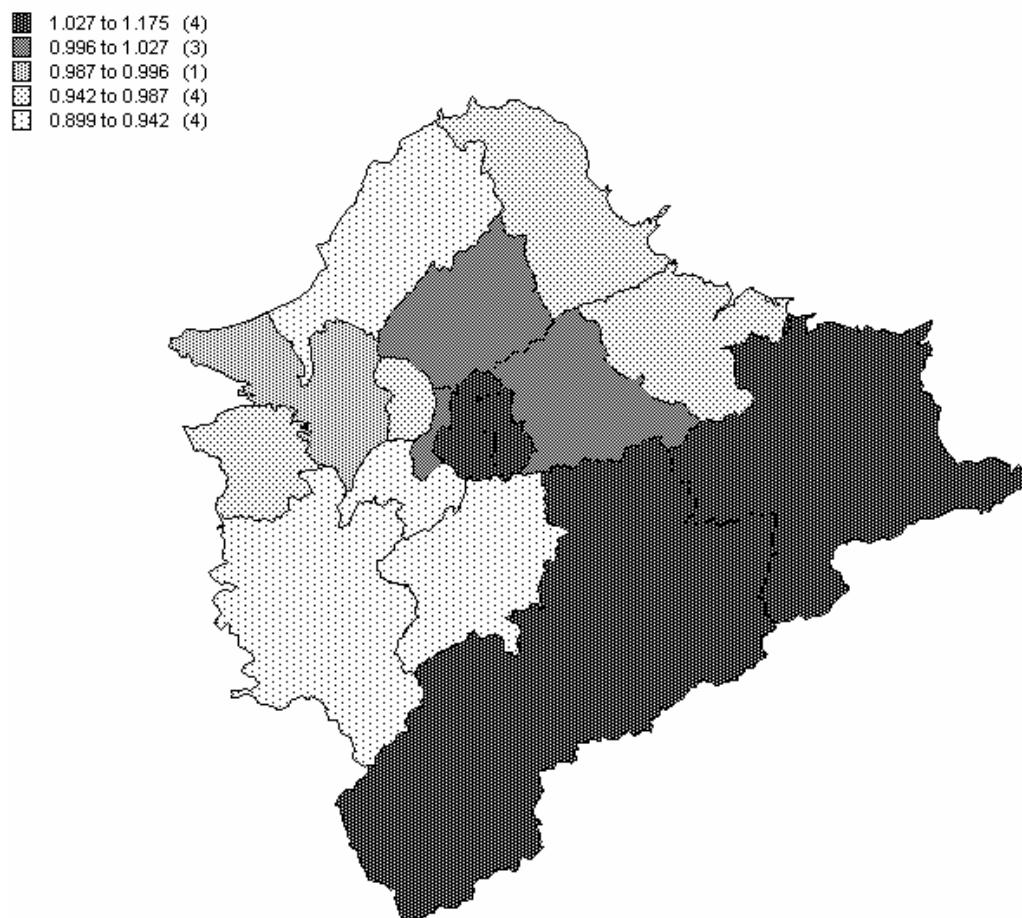 1.027 to 1.175 (4)
0.996 to 1.027 (3)
0.987 to 0.996 (1)
0.942 to 0.987 (4)
0.899 to 0.942 (4)